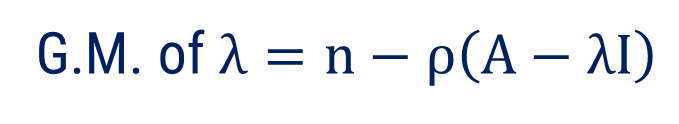 G.M. of λ = n − ρ(A − λI)